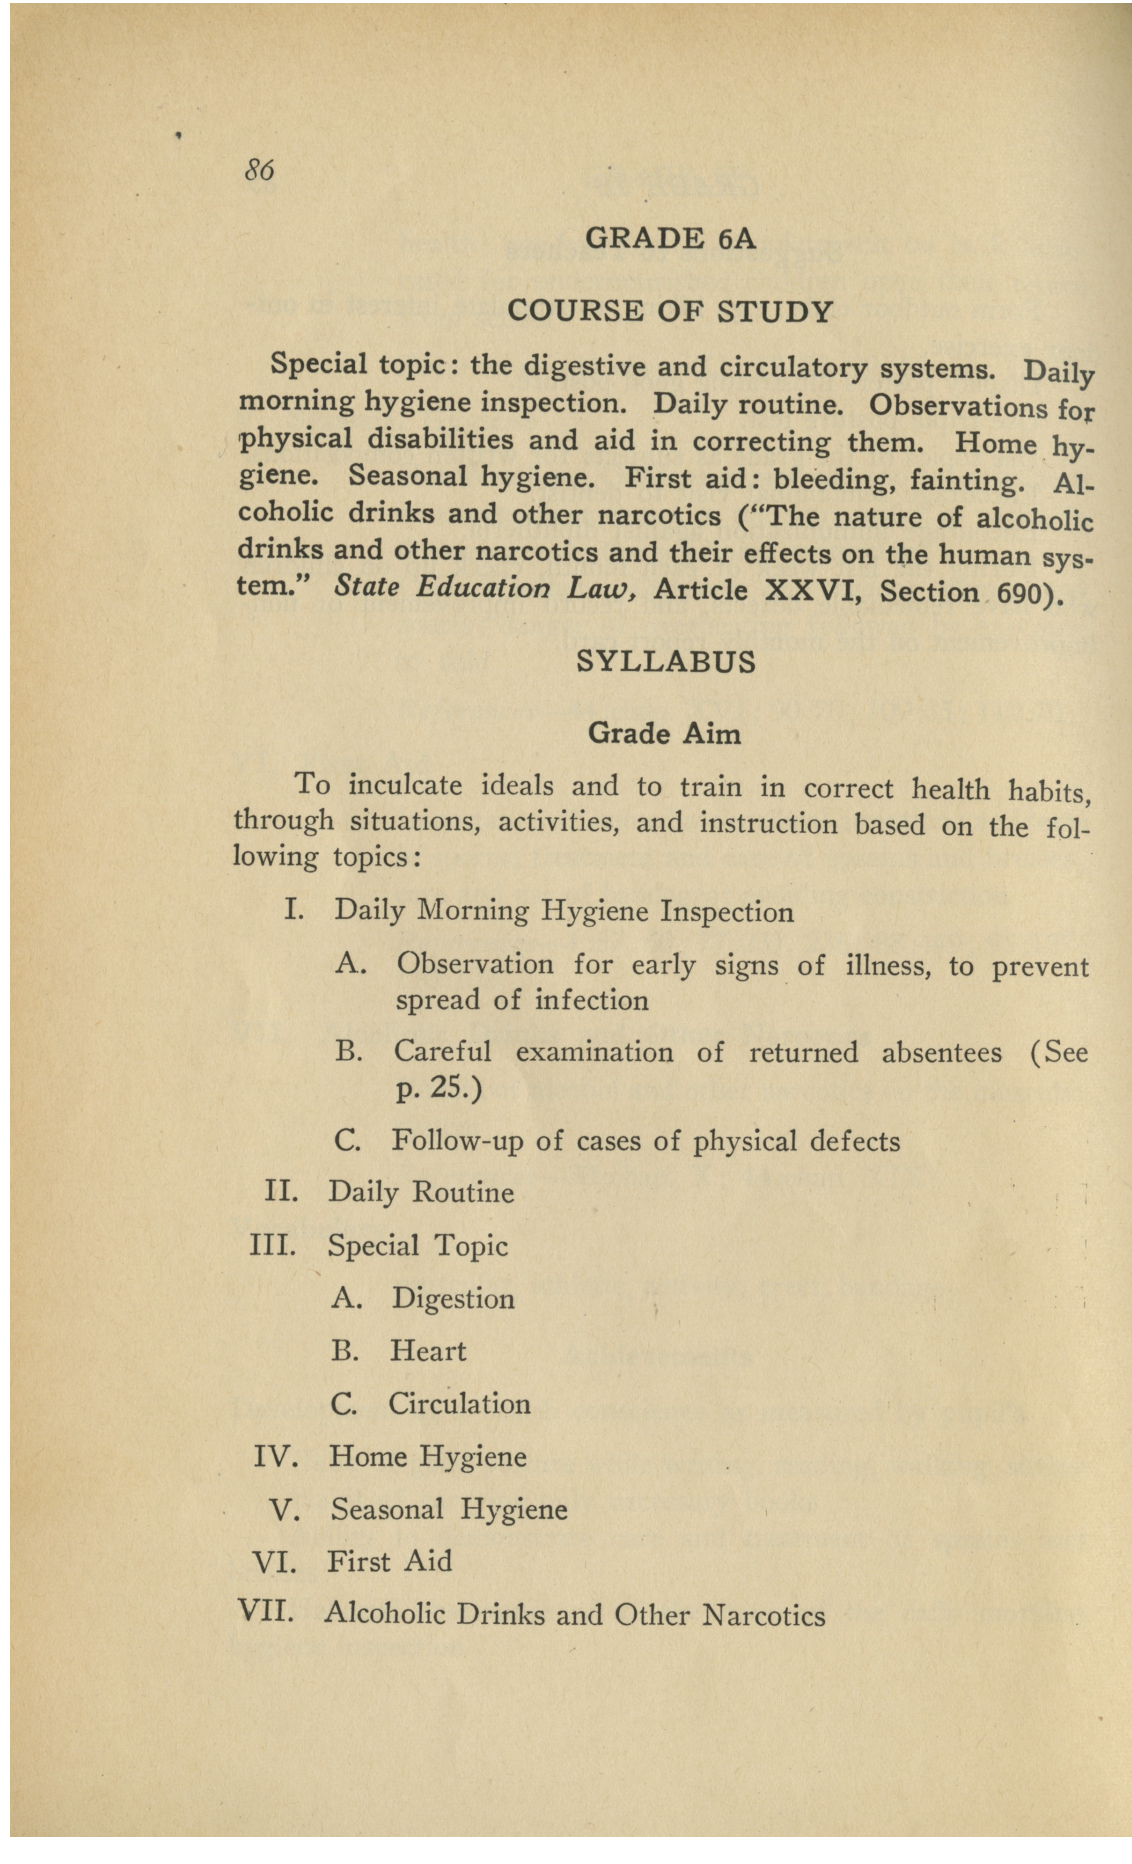 86
GRADE 6A
COURSE OF STUDY
Special topic: the digestive and circulatory systems. Daily
morning hygiene inspection. Daily routine. Observations for
physical disabilities and aid in correcting them. Home hy-
giene. Seasonal hygiene. First aid: bleeding, fainting. Al-
coholic drinks and other narcotics (“The nature of alcoholic
drinks and other narcotics and their effects on the human sys-
tem.” State Education Law, Article XXVI, Section 690).
SYLLABUS
Grade Aim
To inculcate ideals and to train in correct health habits,
through situations, activities, and instruction based on the fol-
lowing topics:
I. Daily Morning Hygiene Inspection
A. Observation for early signs of illness, to prevent
spread of infection
B. Careful examination of returned absentees (See
p. 25.)
C. Follow-up of cases of physical defects
II. Daily Routine
III. Special Topic
A. Digestion
B. Heart
C. Circulation
IV. Home Hygiene
V. Seasonal Hygiene
VI. First Aid
VII. Alcoholic Drinks and Other Narcotics